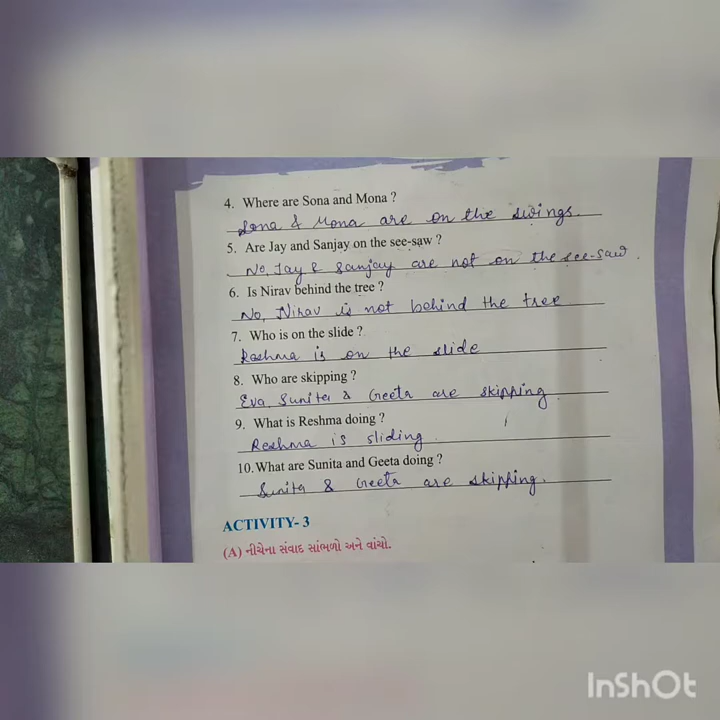 4. Where are Sona and Mona ?
Sona & Mona are on the swings.
5. Are Jay and Sanjay on the see-saw ?
No, Jay & Sanjay are not on the see-saw.
6. Is Nirav behind the tree ?
No, Nirav is not behind the tree
7. Who is on the slide ?
Reshma is on the slide
8. Who are skipping ?
Eva, Sunita & Geeta are skipping
9. What is Reshma doing ?
Reshma is sliding.
10. What are Sunita and Geeta doing ?
Sunita & Geeta are skipping.
ACTIVITY- 3
(A) નીચેના સંવાદ સાંભળો અને વાંચો.
InShOt